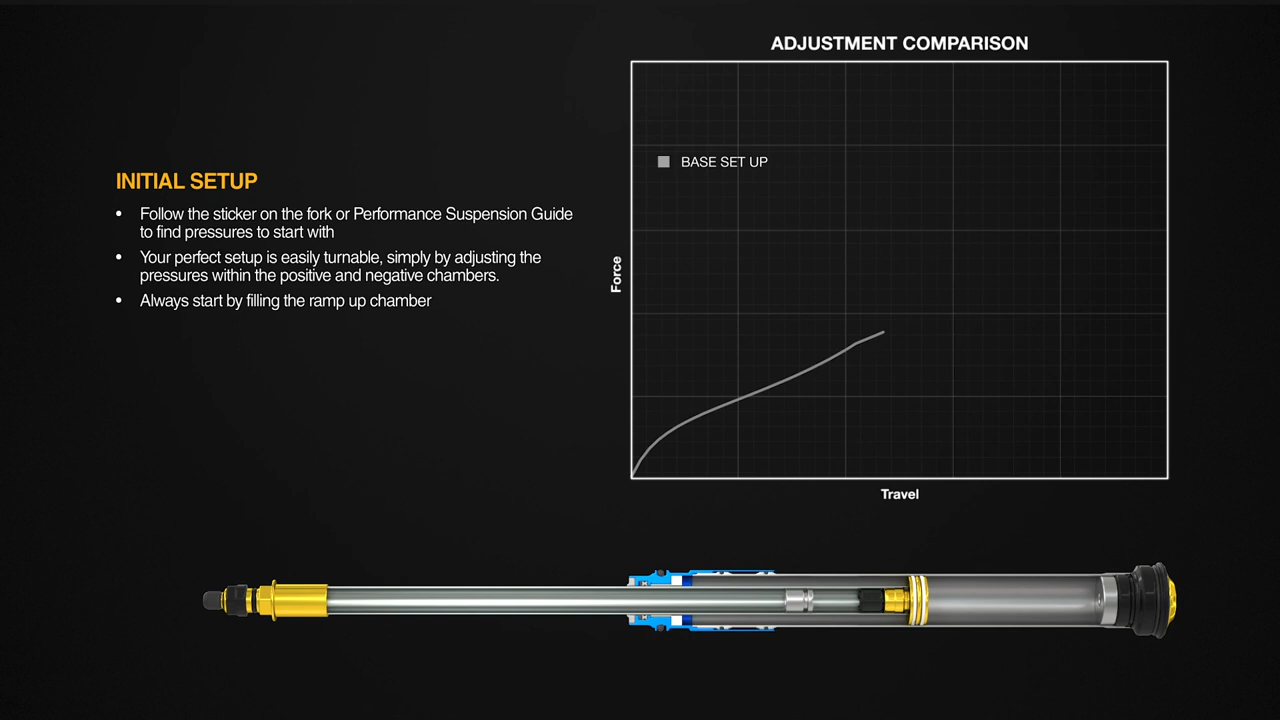 ADJUSTMENT COMPARISON
BASE SET UP
INITIAL SETUP
• Follow the sticker on the fork or Performance Suspension Guide
to find pressures to start with
• Your perfect setup is easily turnable, simply by adjusting the
pressures within the positive and negative chambers.
• Always start by filling the ramp up chamber
Force
Travel